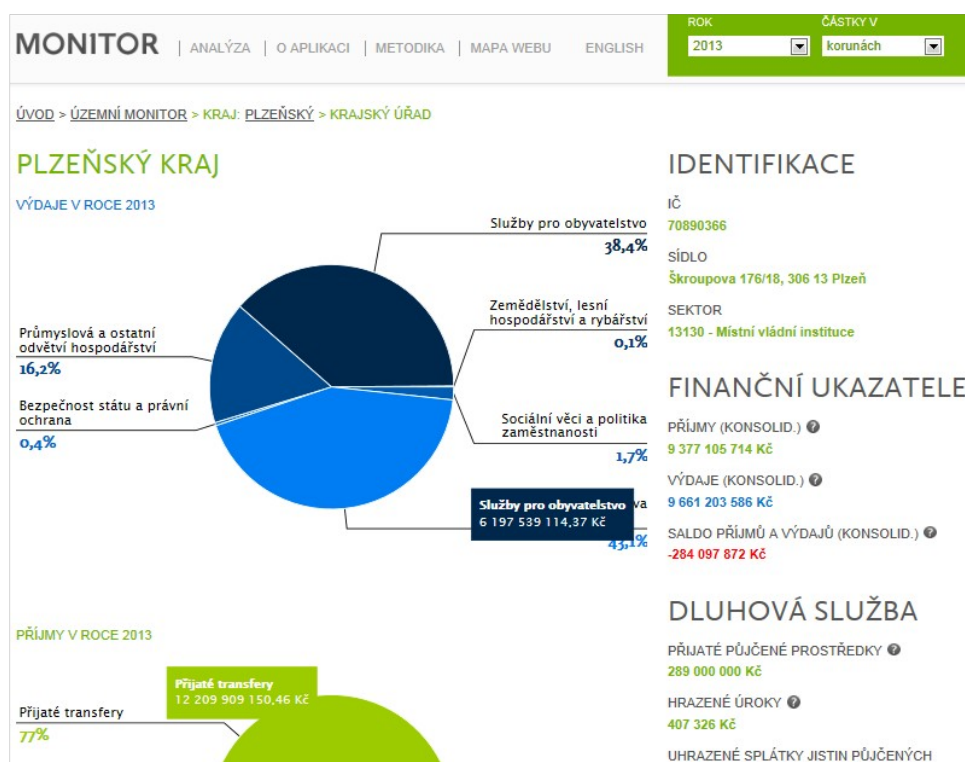 MONITOR | ANALÝZA | O APLIKACI | METODIKA | MAPA WEBU ENGLISH
ROK ČÁSTKY V
2013 korunách
ÚVOD > ÚZEMNÍ MONITOR > KRAJ: PLZEŇSKÝ > KRAJSKÝ ÚŘAD
PLZEŇSKÝ KRAJ
VÝDAJE V ROCE 2013
Služby pro obyvatelstvo
38,4%
Zemědělství, lesní
hospodářství a rybářství
0,1%
Průmyslová a ostatní
odvětví hospodářství
16,2%
Bezpečnost státu a právní
ochrana
0,4%
Sociální věci a politika
zaměstnanosti
1,7%
Služby pro obyvatelstvo
6 197 539 114,37 Kč
43,1%
PŘÍJMY V ROCE 2013
Přijaté transfery
12 209 909 150,46 Kč
Přijaté transfery
77%
IDENTIFIKACE
IČ
70890366
SÍDLO
Škroupova 176/18, 306 13 Plzeň
SEKTOR
13130 - Místní vládní instituce
FINANČNÍ UKAZATELE
PŘÍJMY (KONSOLID.) ?
9 377 105 714 Kč
VÝDAJE (KONSOLID.) ?
9 661 203 586 Kč
SALDO PŘÍJMŮ A VÝDAJŮ (KONSOLID.) ?
-284 097 872 Kč
DLUHOVÁ SLUŽBA
PŘIJATÉ PŮJČENÉ PROSTŘEDKY ?
289 000 000 Kč
HRAZENÉ ÚROKY ?
407 326 Kč
UHRAZENÉ SPLÁTKY JISTIN PŮJČENÝCH